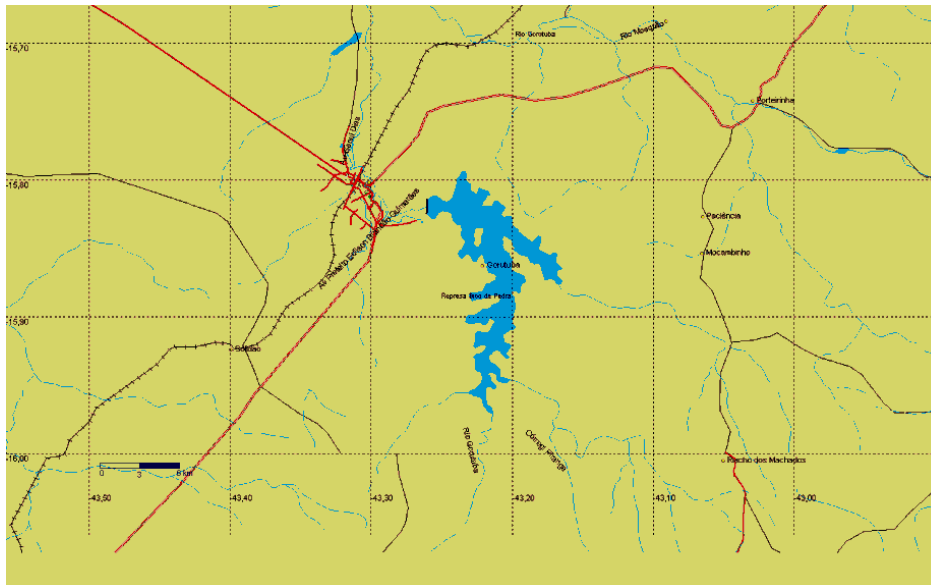 Rio Gorutuba
Rio Mosquito
-15,70
Porteirinha
-15,80
Paciência
Mocambinho
Gorutuba
Represa Bico da Pedra
-15,90
Rio Gorutuba
-16,00
Riacho dos Machados
0
8 km
-43,50
-43,40
-43,30
-43,20
-43,10
-43,00